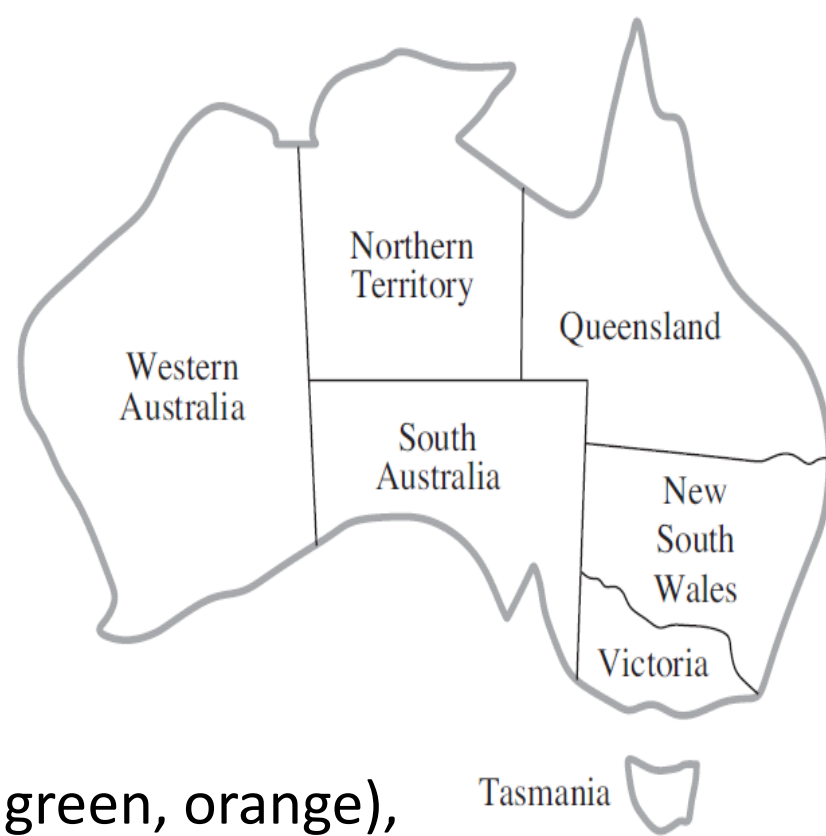 Northern
Territory
Queensland
Western
Australia
South
Australia
New
South
Wales
Victoria
Tasmania
green, orange),